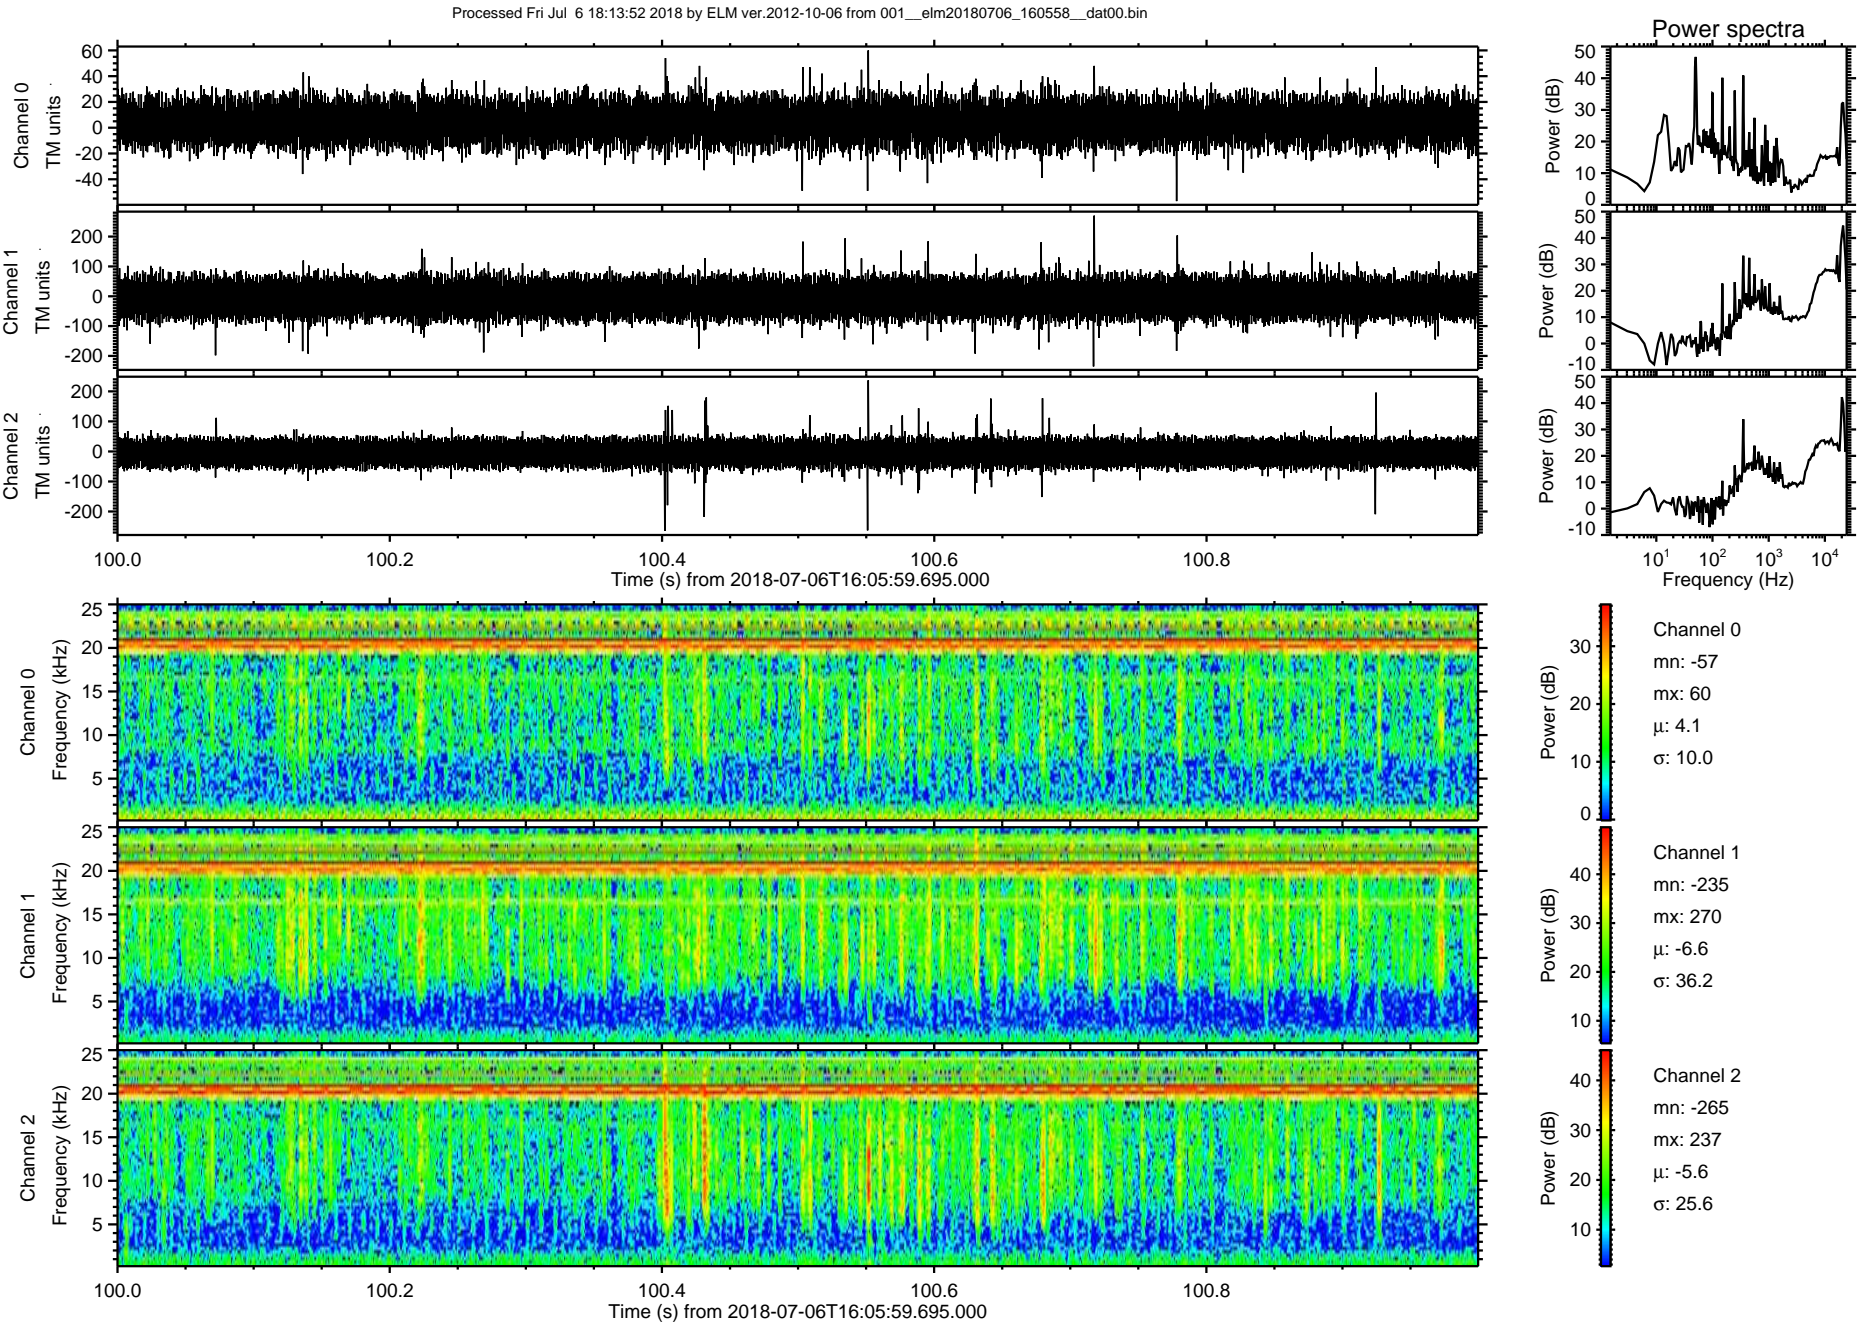 Processed Fri Jul 6 18:13:52 2018 by ELM ver.2012-10-06 from 001__elm20180706_160558__dat00.bin
Power spectra
Channel 0
TM units
60
40
20
0
-20
-40
Power (dB)
50
40
30
20
10
0
Channel 1
TM units
200
100
0
-100
-200
Power (dB)
50
40
30
20
10
0
-10
Channel 2
TM units
200
100
0
-100
-200
Power (dB)
50
40
30
20
10
0
-10
100.0 100.2 100.4 100.6 100.8
Time (s) from 2018-07-06T16:05:59.695.000
10^1 10^2 10^3 10^4
Frequency (Hz)
Channel 0
Frequency (kHz)
25
20
15
10
5
Power (dB)
30
20
10
0
Channel 0
mn: -57
mx: 60
μ: 4.1
σ: 10.0
Channel 1
Frequency (kHz)
25
20
15
10
5
Power (dB)
40
30
20
10
Channel 1
mn: -235
mx: 270
μ: -6.6
σ: 36.2
Channel 2
Frequency (kHz)
25
20
15
10
5
Power (dB)
40
30
20
10
Channel 2
mn: -265
mx: 237
μ: -5.6
σ: 25.6
100.0 100.2 100.4 100.6 100.8
Time (s) from 2018-07-06T16:05:59.695.000